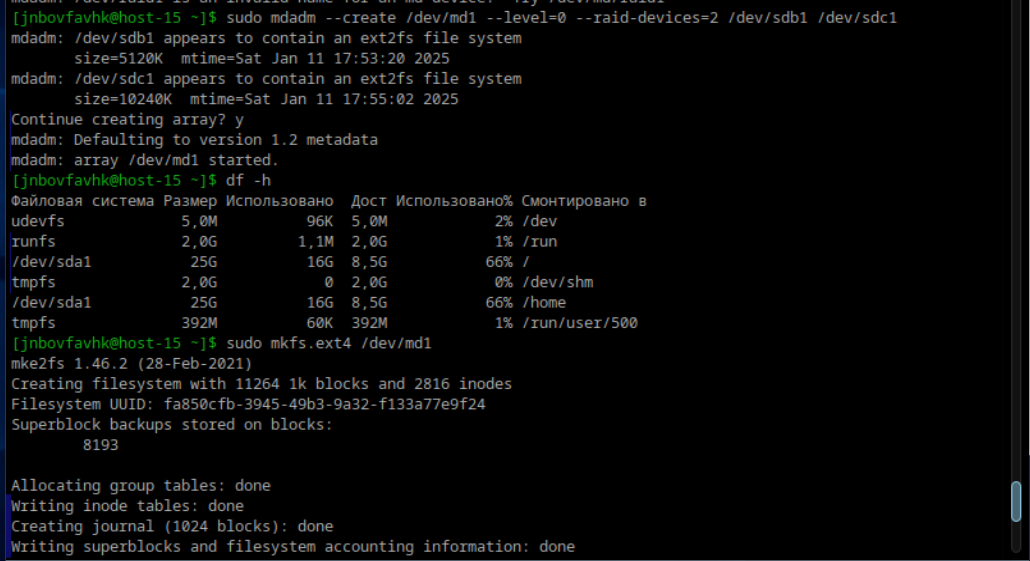 [jnbovfavhk@host-15 ~]$ sudo mdadm --create /dev/md1 --level=0 --raid-devices=2 /dev/sdb1 /dev/sdc1
mdadm: /dev/sdb1 appears to contain an ext2fs file system
       size=5120K  mtime=Sat Jan 11 17:53:20 2025
mdadm: /dev/sdc1 appears to contain an ext2fs file system
       size=10240K  mtime=Sat Jan 11 17:55:02 2025
Continue creating array? y
mdadm: Defaulting to version 1.2 metadata
mdadm: array /dev/md1 started.
[jnbovfavhk@host-15 ~]$ df -h
Файловая система Размер Использовано  Дост Использовано% Смонтировано в
udevfs             5,0M          96K  5,0M            2% /dev
runfs              2,0G         1,1M  2,0G            1% /run
/dev/sda1           25G          16G  8,5G           66% /
tmpfs              2,0G            0  2,0G            0% /dev/shm
/dev/sda1           25G          16G  8,5G           66% /home
tmpfs              392M          60K  392M            1% /run/user/500
[jnbovfavhk@host-15 ~]$ sudo mkfs.ext4 /dev/md1
mke2fs 1.46.2 (28-Feb-2021)
Creating filesystem with 11264 1k blocks and 2816 inodes
Filesystem UUID: fa850cfb-3945-49b3-9a32-f133a77e9f24
Superblock backups stored on blocks:
        8193
Allocating group tables: done
Writing inode tables: done
Creating journal (1024 blocks): done
Writing superblocks and filesystem accounting information: done